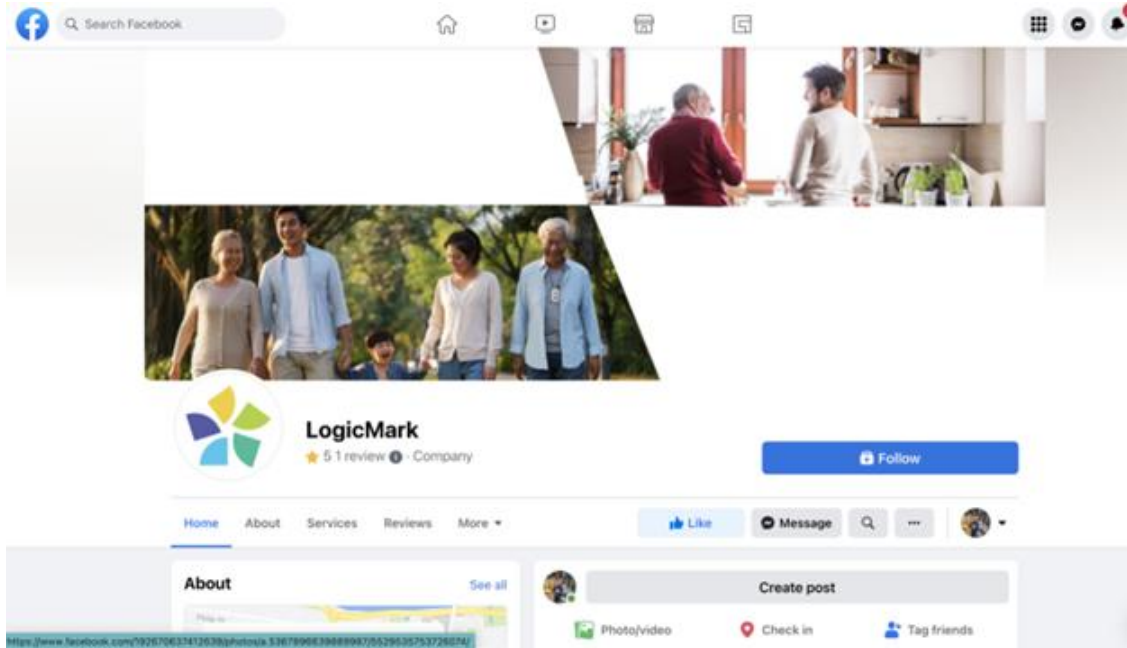 Search Facebook
LogicMark
5 1 review · Company
Follow
Home About Services Reviews More
Like Message
About See all
Create post
Photo/video Check in Tag friends